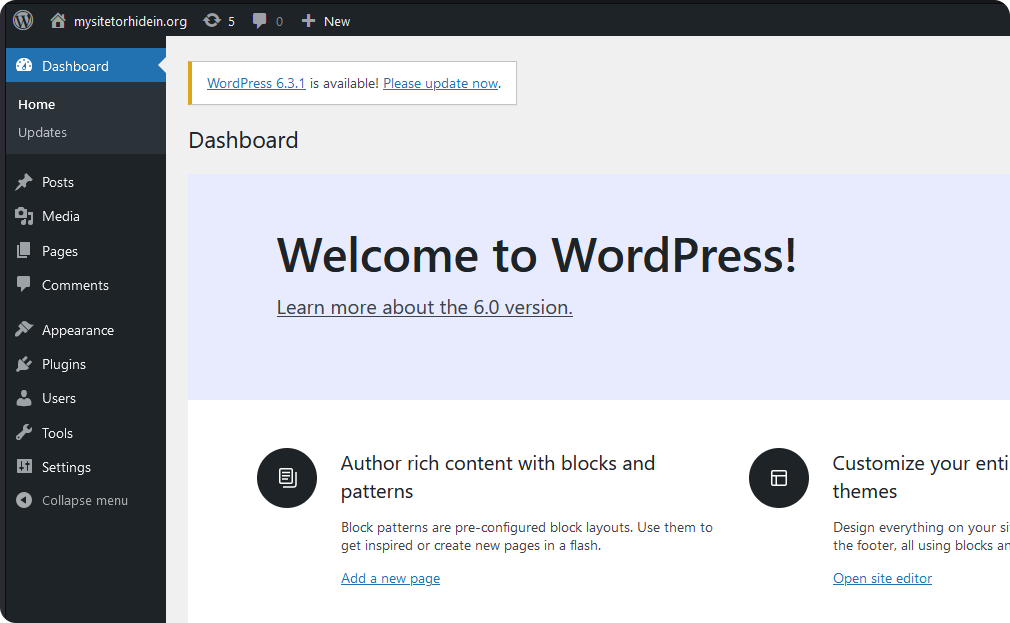 mysitetorhidein.org 5 0 New
Dashboard
Home
Updates
Posts
Media
Pages
Comments
Appearance
Plugins
Users
Tools
Settings
Collapse menu
WordPress 6.3.1 is available! Please update now.
Dashboard
Welcome to WordPress!
Learn more about the 6.0 version.
Author rich content with blocks and
patterns
Block patterns are pre-configured block layouts. Use them to
get inspired or create new pages in a flash.
Add a new page
Customize your enti
themes
Design everything on your si
the footer, all using blocks an
Open site editor